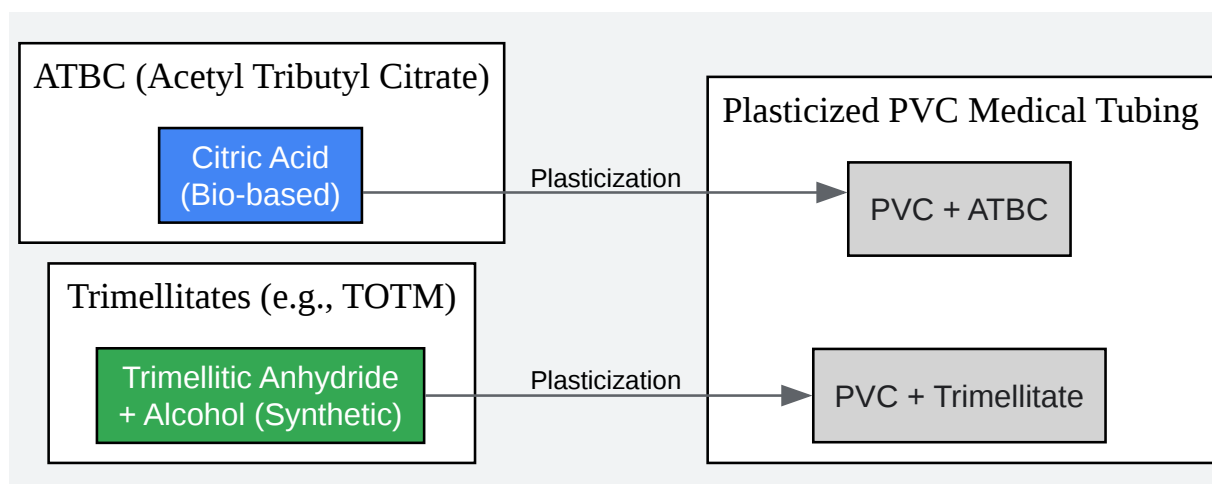 ATBC (Acetyl Tributyl Citrate)
Citric Acid
(Bio-based)
Plasticization
Plasticized PVC Medical Tubing
PVC + ATBC
Trimellitates (e.g., TOTM)
Trimellitic Anhydride
+ Alcohol (Synthetic)
Plasticization
PVC + Trimellitate